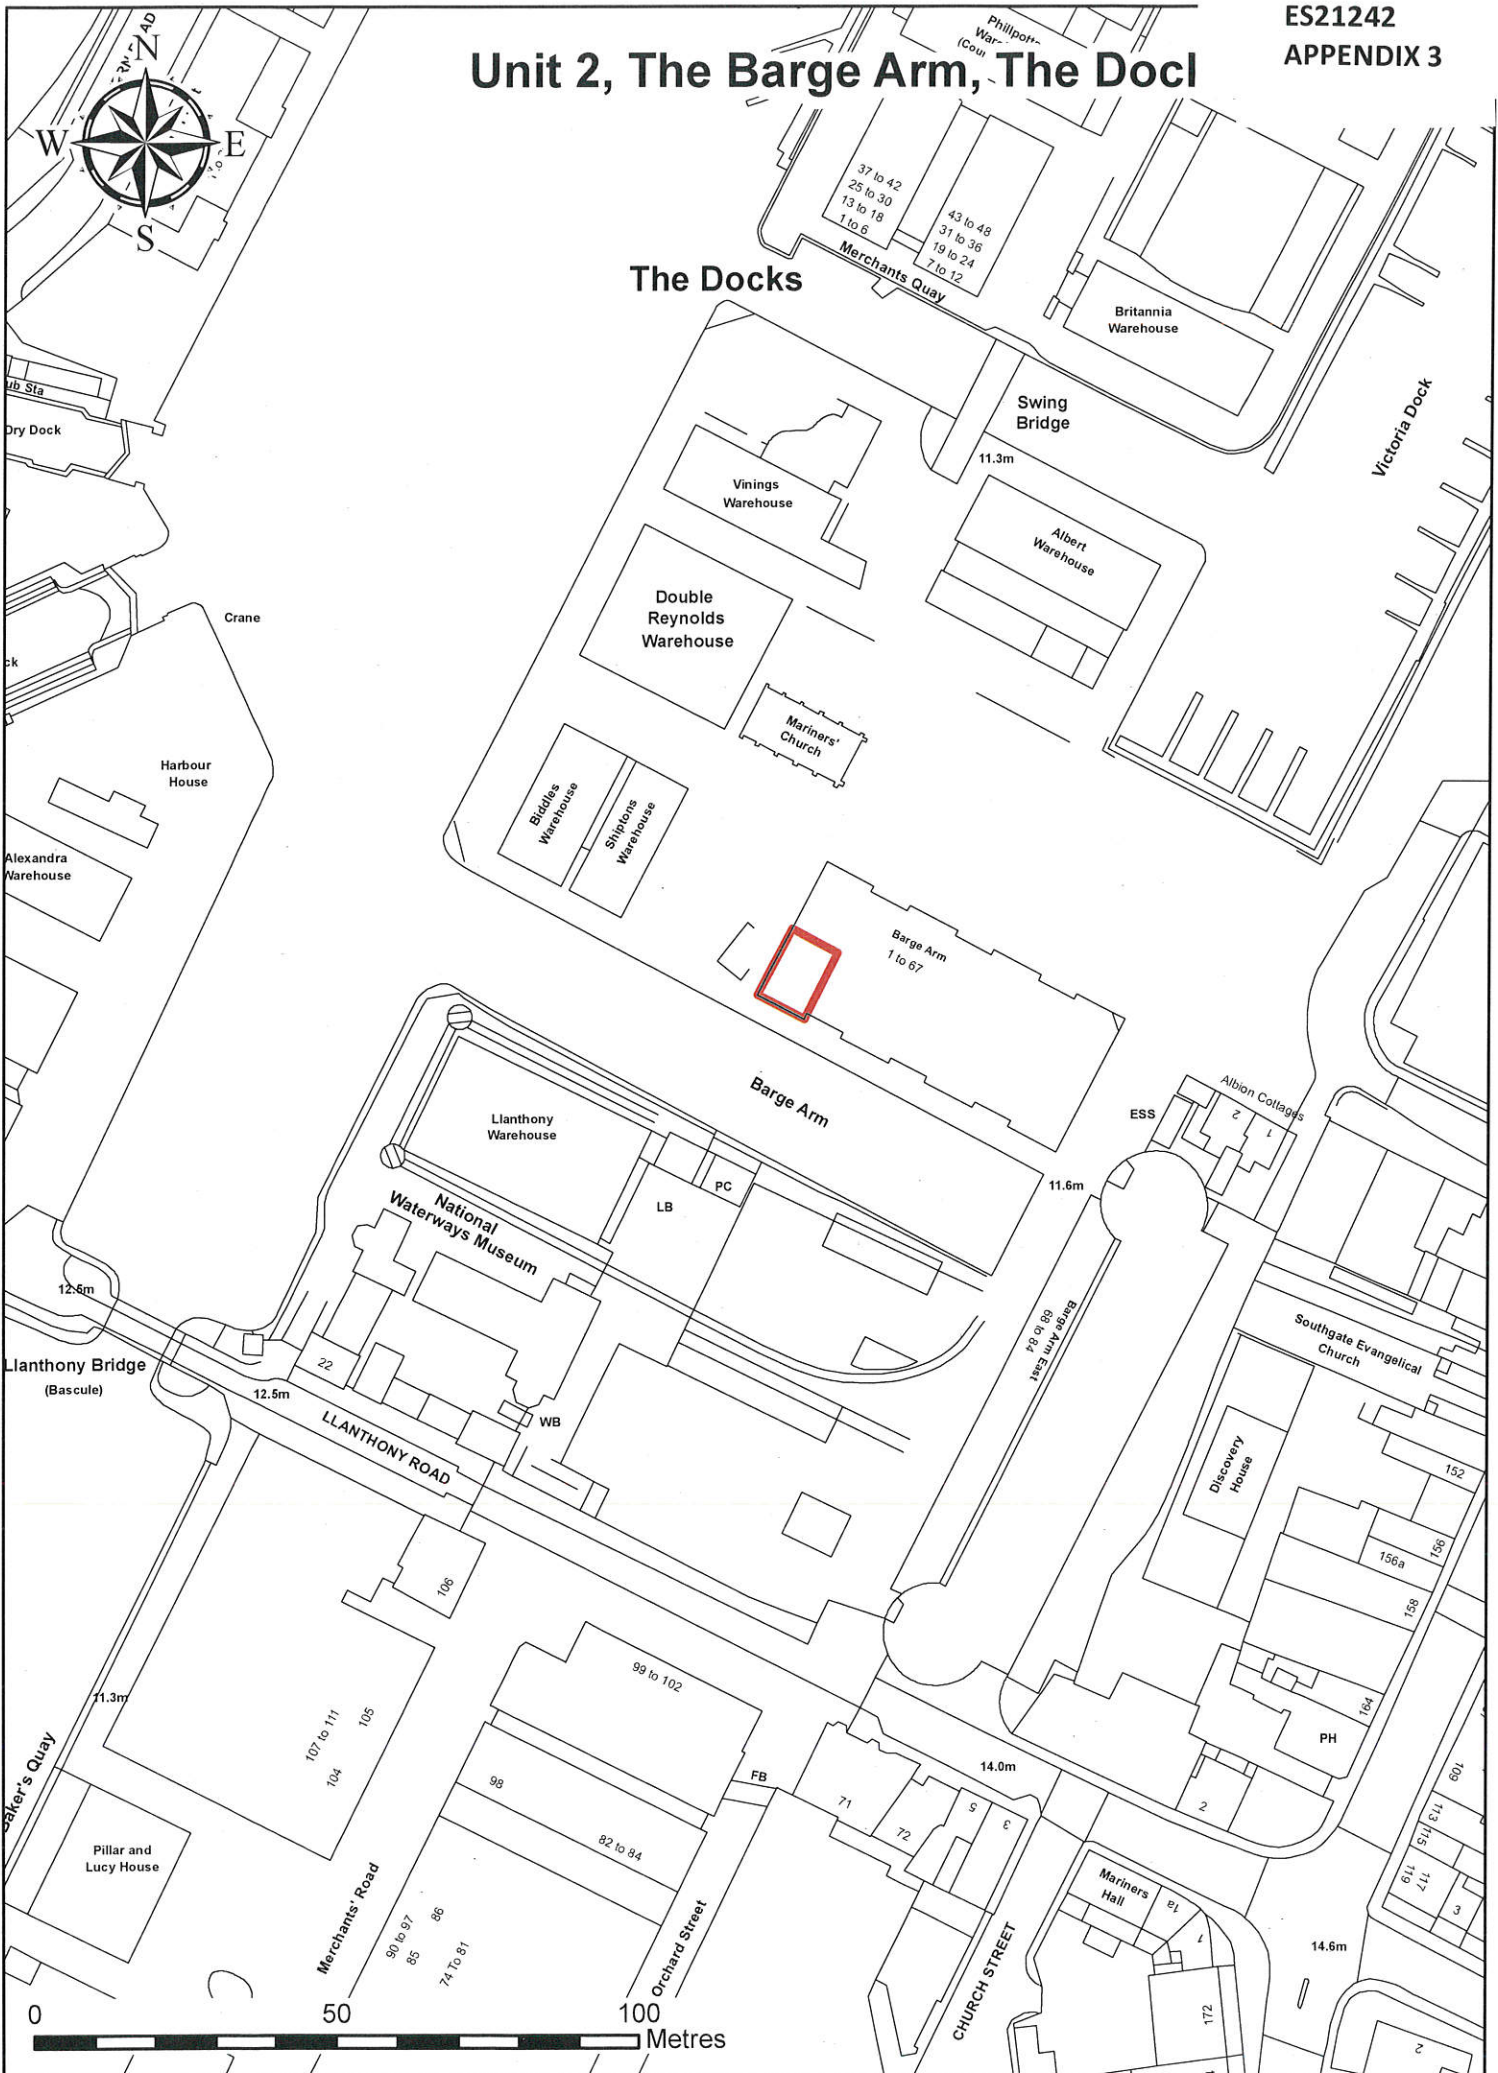 ES21242
APPENDIX 3
Unit 2, The Barge Arm, The Docl
N
W
E
S
37 to 42
25 to 30
13 to 18
1 to 6
43 to 48
31 to 36
19 to 24
7 to 12
Merchants Quay
The Docks
Britannia
Warehouse
Swing
Bridge
11.3m
Victoria Dock
ub Sta
Dry Dock
Vinings
Warehouse
Albert
Warehouse
Double
Reynolds
Warehouse
Crane
ck
Mariners'
Church
Harbour
House
Biddles
Warehouse
Shiptons
Warehouse
Alexandra
Warehouse
Barge Arm
1 to 67
Barge Arm
Llanthony
Warehouse
Albion Cottages
2
1
ESS
PC
LB
11.6m
National
Waterways Museum
12.5m
Barge Arm East
68 to 84
Southgate Evangelical
Church
Llanthony Bridge
(Bascule)
22
12.5m
WB
LLANTHONY ROAD
Discovery
House
152
156
156a
158
106
99 to 102
164
PH
11.3m
107 to 111
105
104
Baker's Quay
98
FB
71
72
5
3
14.0m
2
109
113
115
117
119
3
82 to 84
Pillar and
Lucy House
Merchants' Road
90 to 97
85
86
74 To 81
Orchard Street
CHURCH STREET
Mariners
Hall
1a
1
172
14.6m
2
0 50 100
Metres